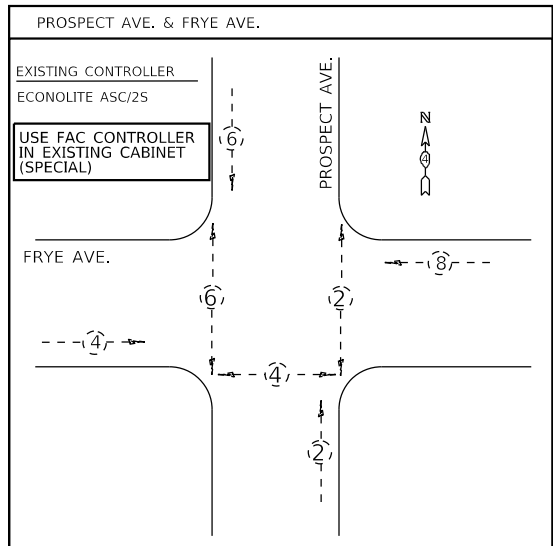 PROSPECT AVE. & FRYE AVE.
EXISTING CONTROLLER
ECONOLITE ASC/2S
USE FAC CONTROLLER
IN EXISTING CABINET
(SPECIAL)
PROSPECT AVE.
6
N
4
FRYE AVE.
8
6
2
4
4
2